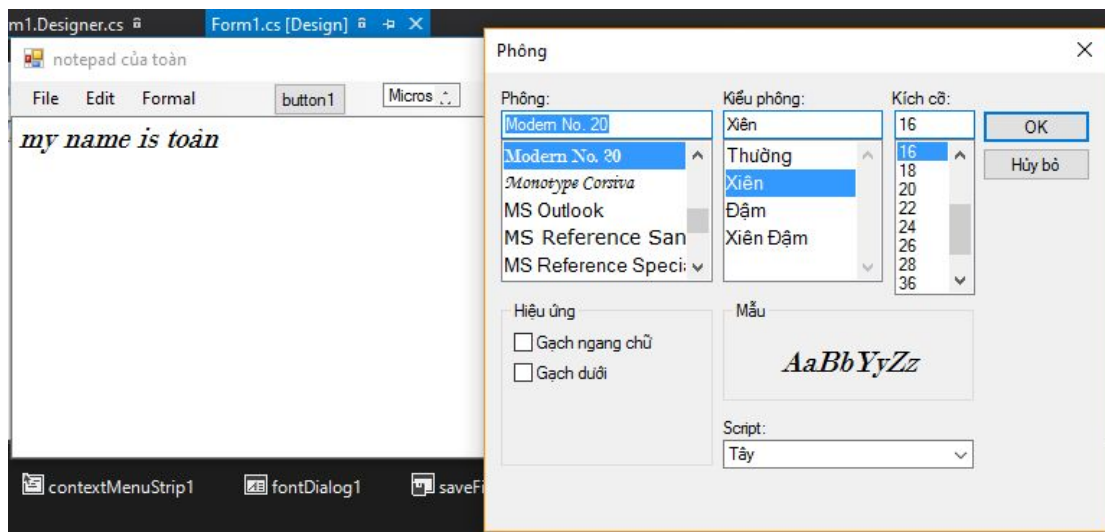 m1.Designer.cs
Form1.cs [Design]
notepad của toàn
File Edit Formal button1 Micros
my name is toàn
contextMenuStrip1 fontDialog1 saveFi
Phông
Phông:
Modern No. 20
Modern No. 20
Monotype Corsiva
MS Outlook
MS Reference San
MS Reference Speci
Kiểu phông:
Xiên
Thường
Xiên
Đậm
Xiên Đậm
Kích cỡ:
16
16
18
20
22
24
26
28
36
OK
Hủy bỏ
Hiệu ứng
Gạch ngang chữ
Gạch dưới
Mẫu
AaBbYyZz
Script:
Tây